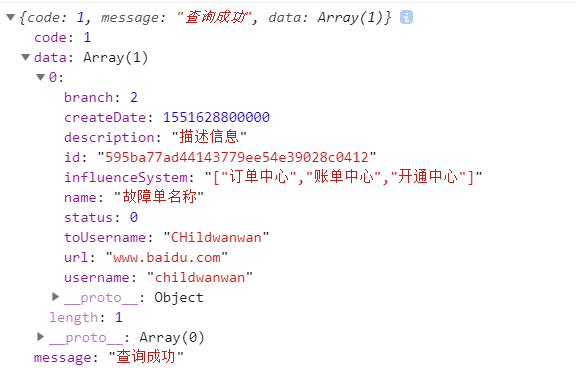 {code: 1, message: "查询成功", data: Array(1)} i
code: 1
data: Array(1)
0:
branch: 2
createDate: 1551628800000
description: "描述信息"
id: "595ba77ad44143779ee54e39028c0412"
influenceSystem: "["订单中心","账单中心","开通中心"]"
name: "故障单名称"
status: 0
toUsername: "CHildwanwan"
url: "www.baidu.com"
username: "childwanwan"
__proto__: Object
length: 1
__proto__: Array(0)
message: "查询成功"